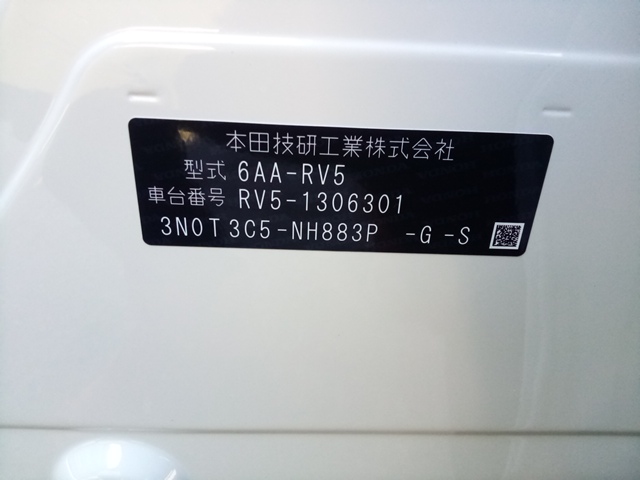 本田技研工業株式会社
型式 6AA-RV5
車台番号 RV5-1306301
3N0T3C5-NH883P -G -S